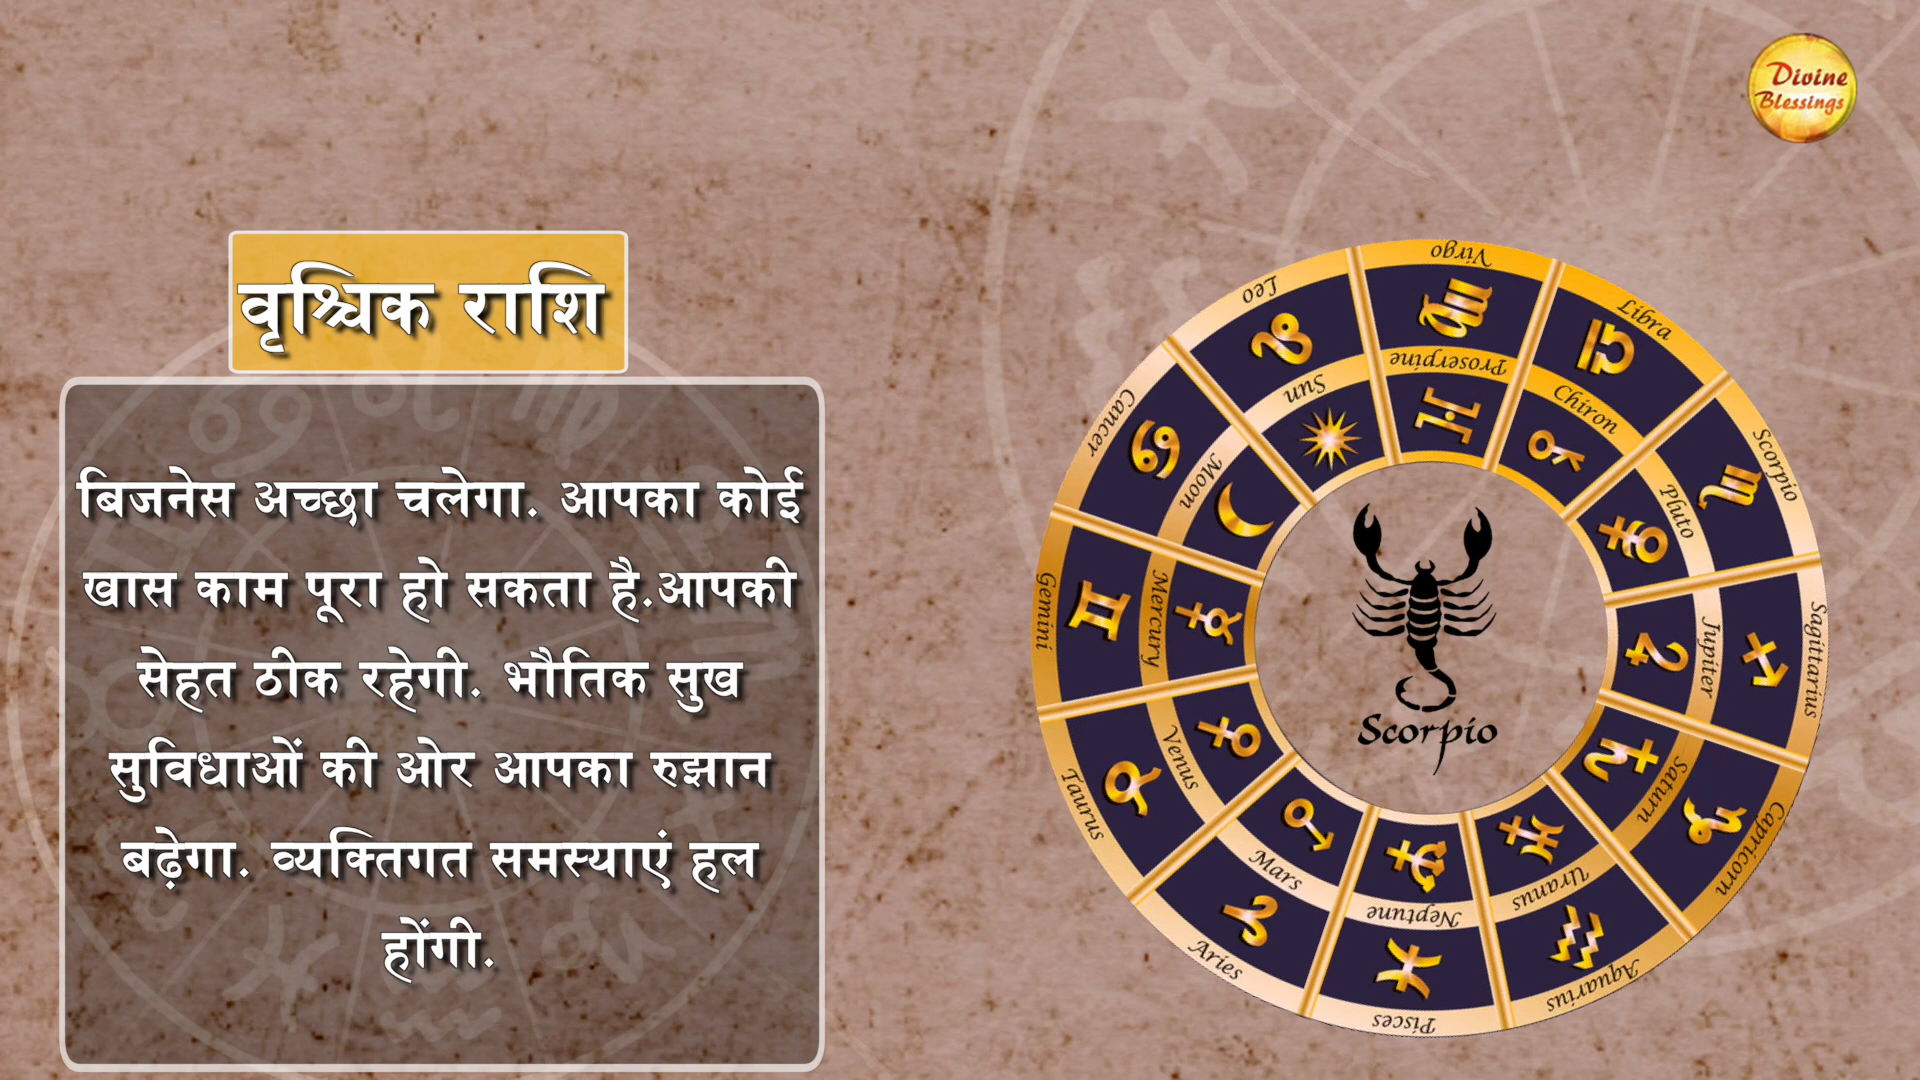 Divine
Blessings
वृश्चिक राशि
बिजनेस अच्छा चलेगा. आपका कोई
खास काम पूरा हो सकता है.आपकी
सेहत ठीक रहेगी. भौतिक सुख
सुविधाओं की ओर आपका रुझान
बढ़ेगा. व्यक्तिगत समस्याएं हल
होंगी.
Virgo
Libra
Scorpio
Sagittarius
Capricorn
Aquarius
Pisces
Aries
Taurus
Gemini
Cancer
Leo
Proserpine
Chiron
Pluto
Jupiter
Saturn
Uranus
Neptune
Mars
Venus
Mercury
Moon
Sun
Scorpio